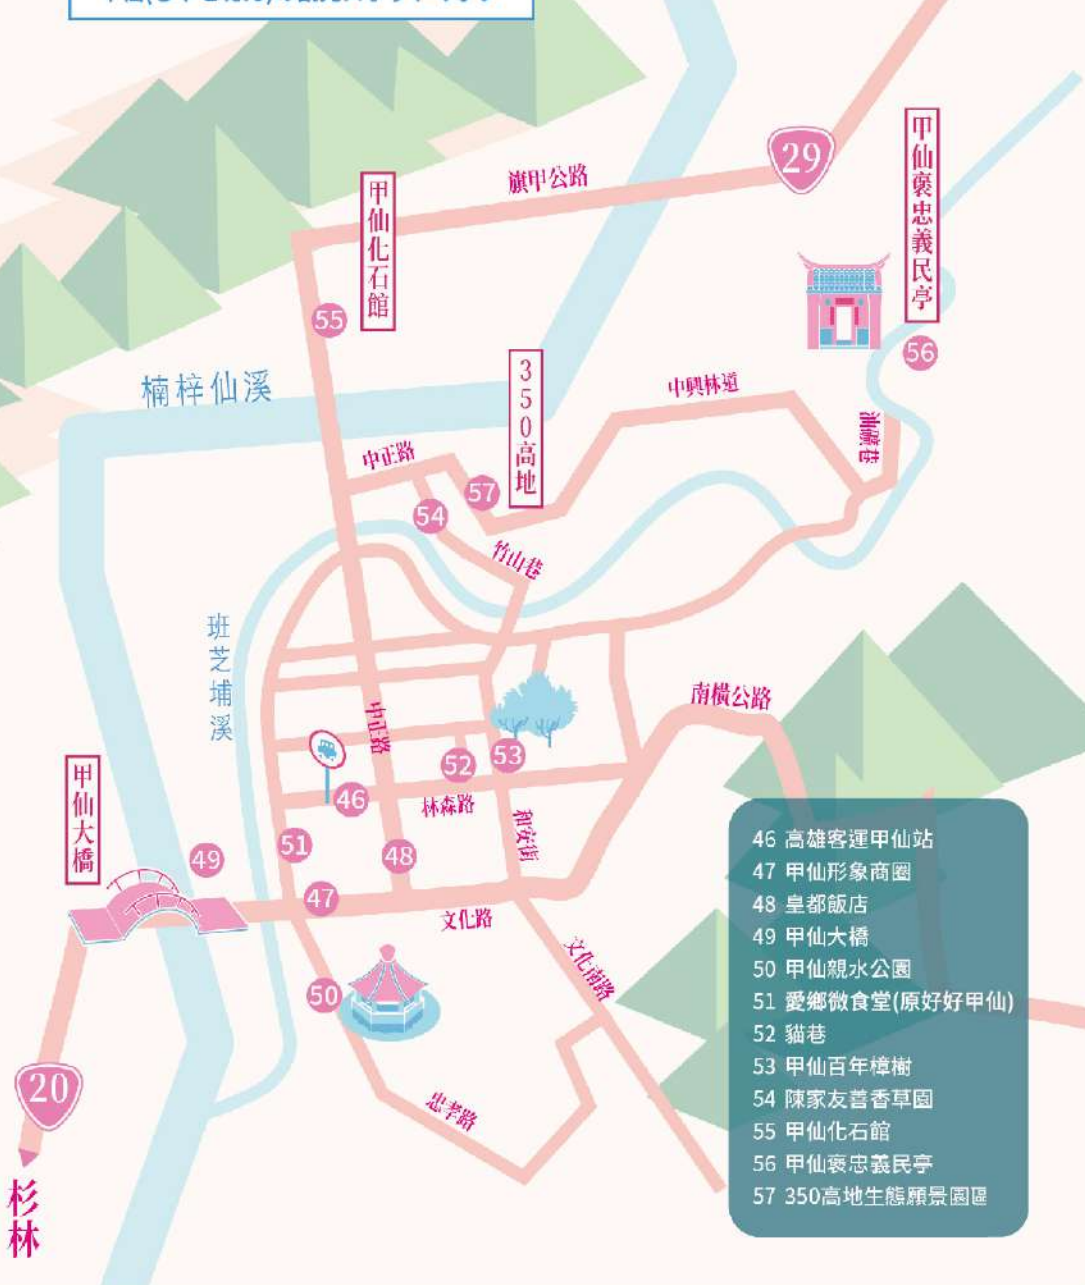 29
旗甲公路
甲仙化石館
甲仙褒忠義民亭
55
56
楠梓仙溪
350高地
中興林道
油礦巷
中正路
57
54
竹山巷
班芝埔溪
南橫公路
中正路
53
52
甲仙大橋
46
林森路
和安街
51
48
49
47
文化路
文化南路
50
忠孝路
20
杉林
46 高雄客運甲仙站
47 甲仙形象商圈
48 皇都飯店
49 甲仙大橋
50 甲仙親水公園
51 愛鄉微食堂(原好好甲仙)
52 貓巷
53 甲仙百年樟樹
54 陳家友善香草園
55 甲仙化石館
56 甲仙褒忠義民亭
57 350高地生態願景園區